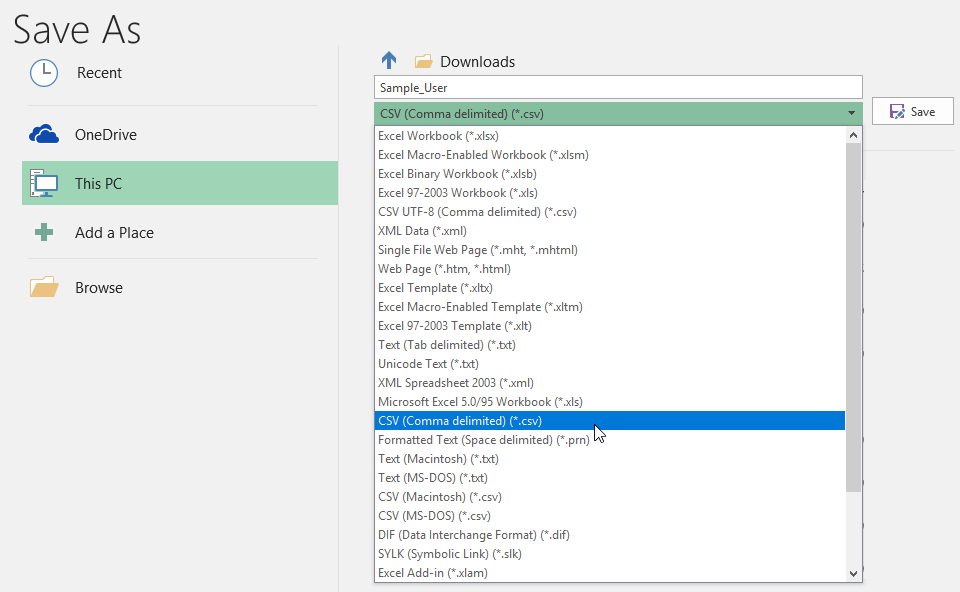 Save As
Recent
OneDrive
This PC
Add a Place
Browse
Downloads
Sample_User
CSV (Comma delimited) (*.csv)
Save
Excel Workbook (*.xlsx)
Excel Macro-Enabled Workbook (*.xlsm)
Excel Binary Workbook (*.xlsb)
Excel 97-2003 Workbook (*.xls)
CSV UTF-8 (Comma delimited) (*.csv)
XML Data (*.xml)
Single File Web Page (*.mht, *.mhtml)
Web Page (*.htm, *.html)
Excel Template (*.xltx)
Excel Macro-Enabled Template (*.xltm)
Excel 97-2003 Template (*.xlt)
Text (Tab delimited) (*.txt)
Unicode Text (*.txt)
XML Spreadsheet 2003 (*.xml)
Microsoft Excel 5.0/95 Workbook (*.xls)
CSV (Comma delimited) (*.csv)
Formatted Text (Space delimited) (*.prn)
Text (Macintosh) (*.txt)
Text (MS-DOS) (*.txt)
CSV (Macintosh) (*.csv)
CSV (MS-DOS) (*.csv)
DIF (Data Interchange Format) (*.dif)
SYLK (Symbolic Link) (*.slk)
Excel Add-in (*.xlam)